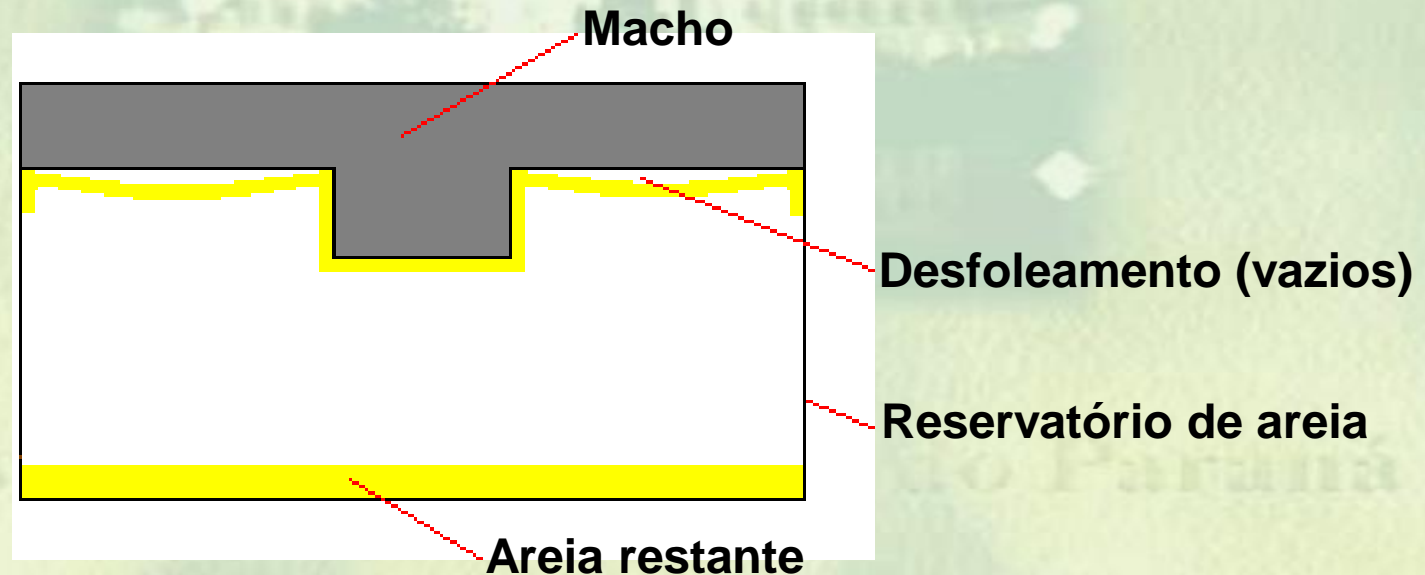 Macho
Desfoleamento (vazios)
Reservatório de areia
Areia restante